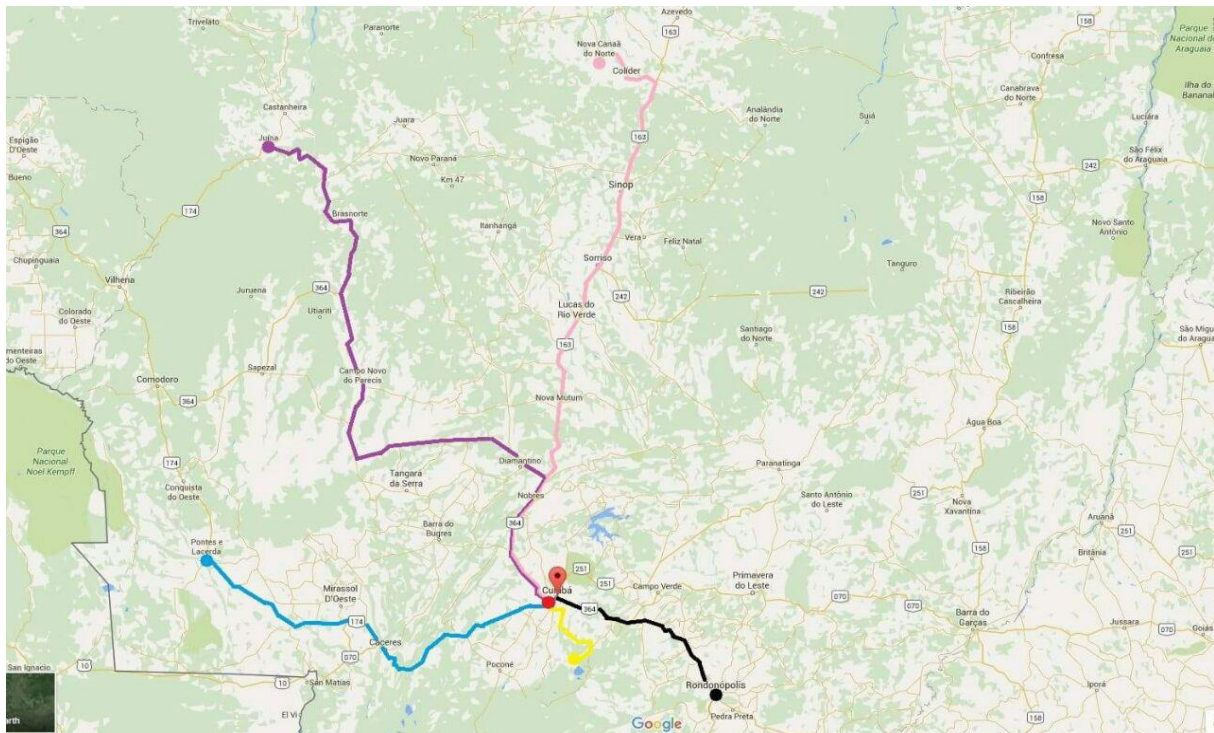 Trivelato
Paranorte
Azevedo
163
158
Parque
Nacional do
Araguaia
Nova Canaã
do Norte
Colíder
Confresa
Ilha do
Bananal
Canabrava
do Norte
Castanheira
Analândia
do Norte
Suiá
Luciára
Juara
Espigão
D'Oeste
Juína
163
Novo Paraná
São Félix
do Araguaia
242
Bueno
Km 47
Sinop
158
174
Brasnorte
Itanhangá
Novo Santo
Antônio
364
Vera
Feliz Natal
Chupinguaia
Sorriso
Tanguro
Vilhena
364
Juruena
242
242
Ribeirão
Cascalheira
Utiariti
Lucas do
Rio Verde
Colorado
do Oeste
158
Santiago
do Norte
São Migu
do Aragua
163
menteiras
do Oeste
Sapezal
Campo Novo
do Parecis
Comodoro
364
Nova Mutum
Água Boa
Parque
Nacional
Noel Kempff
174
Diamantino
Paranatinga
Tangará
da Serra
Conquista
do Oeste
Nobres
Santo Antônio
do Leste
251
Nova
Xavantina
364
Barra do
Bugres
Aruanã
251
Pontes e
Lacerda
158
Britânia
251
251
Mirassol
D'Oeste
Cuiabá
Campo Verde
Primavera
do Leste
070
070
364
Barra do
Garças
174
Jussara
070
Goiás
Cáceres
070
San Ignacio
10
Poconé
10
San Matías
Rondonópolis
Iporá
El Vi
Pedra Preta
158
arth
Google